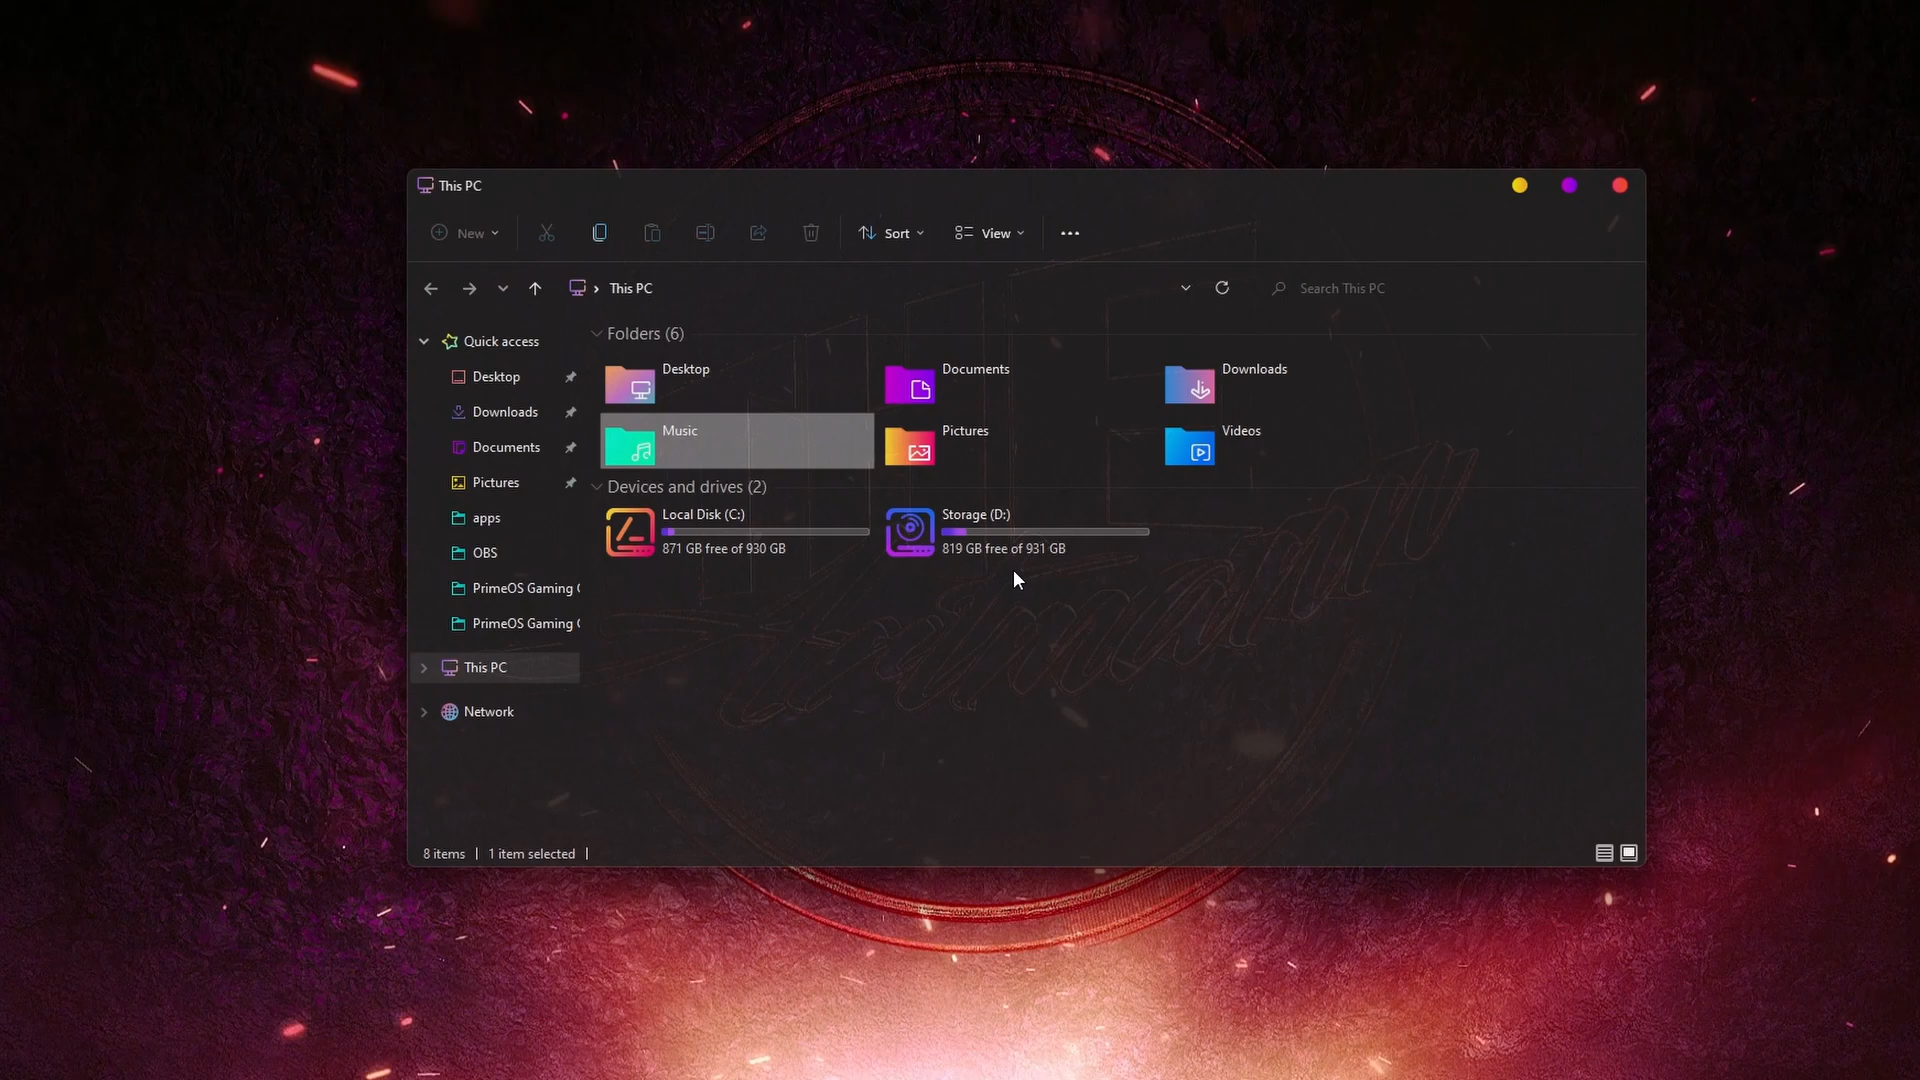 This PC
New
Sort
View
This PC
Search This PC
Quick access
Desktop
Downloads
Documents
Pictures
apps
OBS
PrimeOS Gaming
PrimeOS Gaming
This PC
Network
Folders (6)
Desktop
Documents
Downloads
Music
Pictures
Videos
Devices and drives (2)
Local Disk (C:)
871 GB free of 930 GB
Storage (D:)
819 GB free of 931 GB
8 items
1 item selected